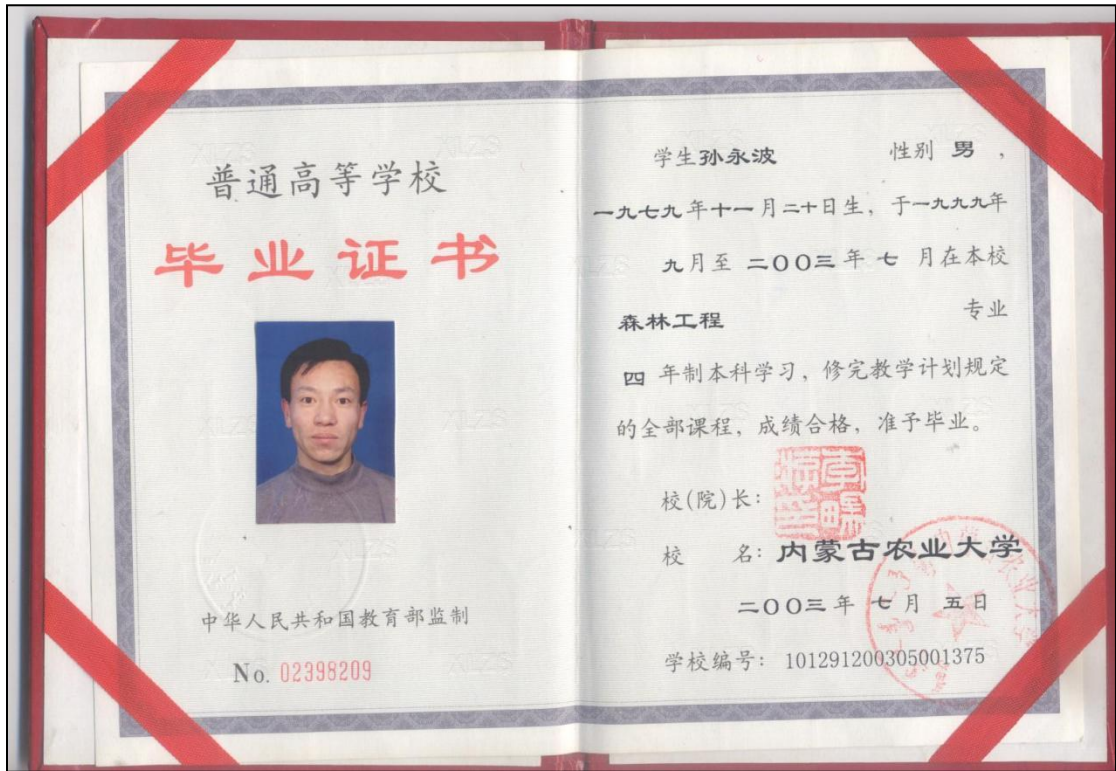 普通高等学校
毕业证书
中华人民共和国教育部监制
No. 02398209
学生孙永波 性别 男 ，
一九七九年十一月二十日生，于一九九九年
九月至 二〇〇三 年 七 月在本校
森林工程 专业
四 年制本科学习，修完教学计划规定
的全部课程，成绩合格，准予毕业。
校(院)长：
校 名：内蒙古农业大学
二〇〇三 年 七 月 五日
学校编号： 101291200305001375